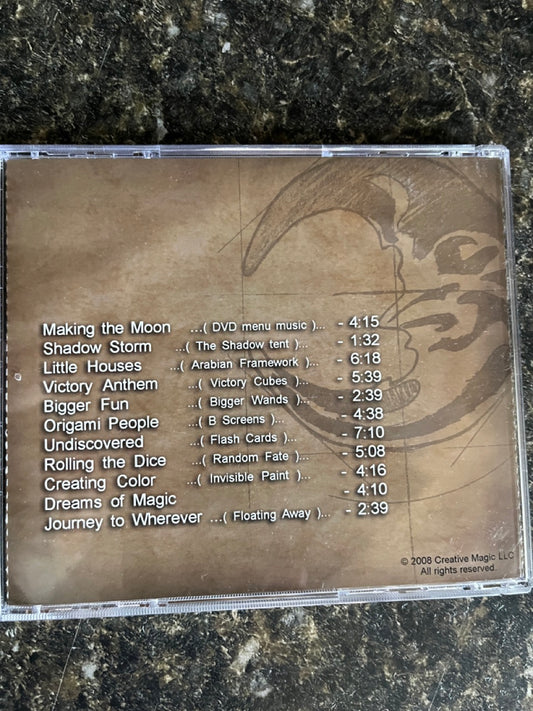 Making the Moon ...( DVD menu music )... - 4:15
Shadow Storm ...( The Shadow tent )... - 1:32
Little Houses ...( Arabian Framework )... - 6:18
Victory Anthem ...( Victory Cubes )... - 5:39
Bigger Fun ...( Bigger Wands )... - 2:39
Origami People ...( B Screens )... - 4:38
Undiscovered ...( Flash Cards )... - 7:10
Rolling the Dice ...( Random Fate )... - 5:08
Creating Color ...( Invisible Paint )... - 4:16
Dreams of Magic - 4:10
Journey to Wherever ...( Floating Away )... - 2:39
© 2008 Creative Magic LLC
All rights reserved.